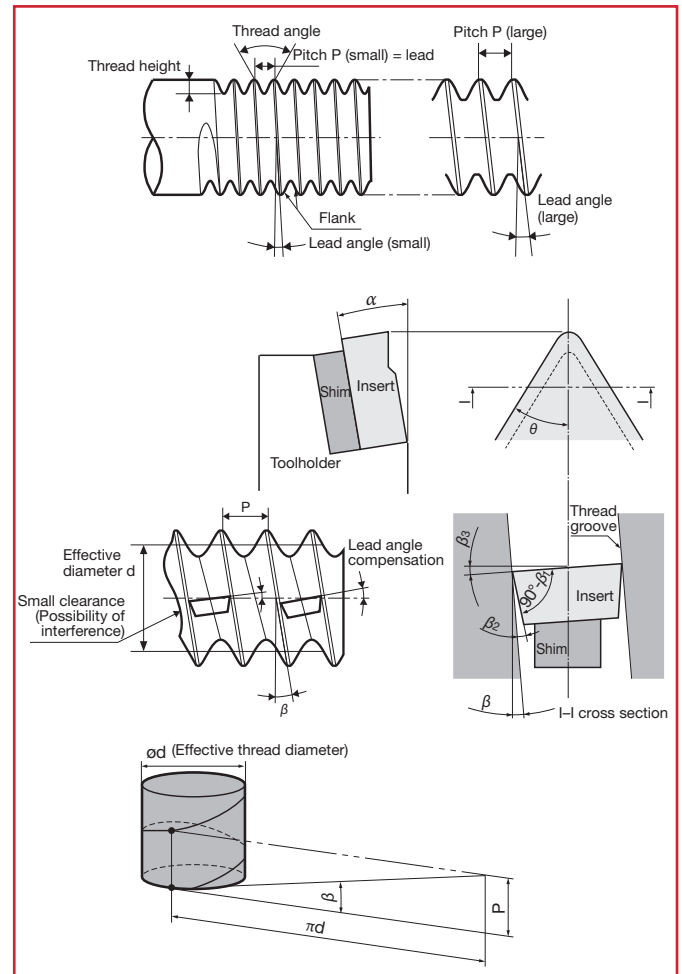 Thread angle
Pitch P (small) = lead
Pitch P (large)
Thread height
Flank
Lead angle (small)
Lead angle
(large)
α
Shim
Insert
Toolholder
I
I
θ
P
Effective
diameter d
Lead angle
compensation
Small clearance
(Possibility of
interference)
β
Thread
groove
β3
90°-β1
Insert
β2
Shim
β
I–I cross section
ød (Effective thread diameter)
β
P
πd